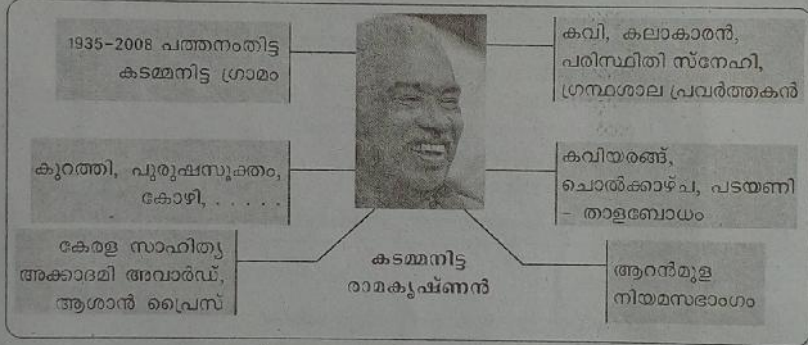 1935-2008 പത്തനംതിട്ട
കടമ്മനിട്ട ഗ്രാമം
കവി, കലാകാരൻ,
പരിസ്ഥിതി സ്നേഹി,
ഗ്രന്ഥശാല പ്രവർത്തകൻ
കുറത്തി, പുരുഷസൂക്തം,
കോഴി, . . . . .
കവിയരങ്ങ്,
ചൊൽക്കാഴ്ച, പടയണി
- താളബോധം
കേരള സാഹിത്യ
അക്കാദമി അവാർഡ്,
ആശാൻ പ്രൈസ്
കടമ്മനിട്ട
രാമകൃഷ്ണൻ
ആറൻമുള
നിയമസഭാംഗം